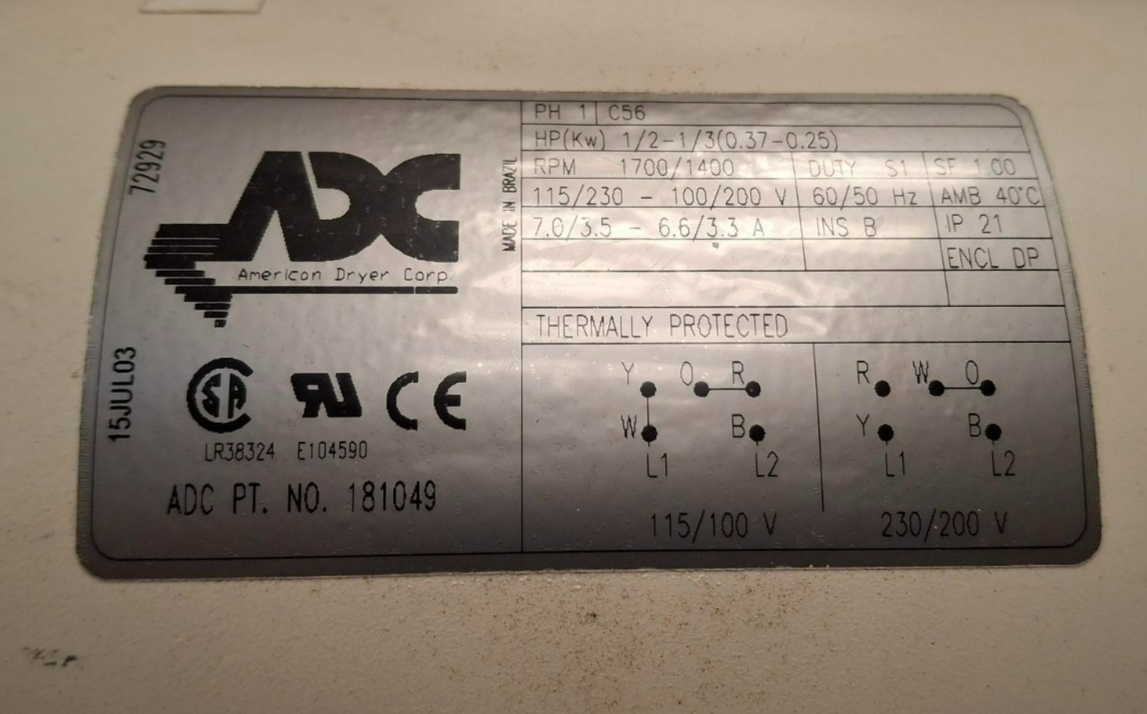 72929
ADC
American Dryer Corp.
MADE IN BRAZIL
15JUL03
LR38324 E104590
ADC PT. NO. 181049
PH 1 C56
HP(Kw) 1/2-1/3(0.37-0.25)
RPM 1700/1400 DUTY S1 SF 1.00
115/230 - 100/200 V 60/50 Hz AMB 40°C
7.0/3.5 - 6.6/3.3 A INS B IP 21
ENCL DP
THERMALLY PROTECTED
Y O R
W B
L1 L2
115/100 V
R W O
Y B
L1 L2
230/200 V